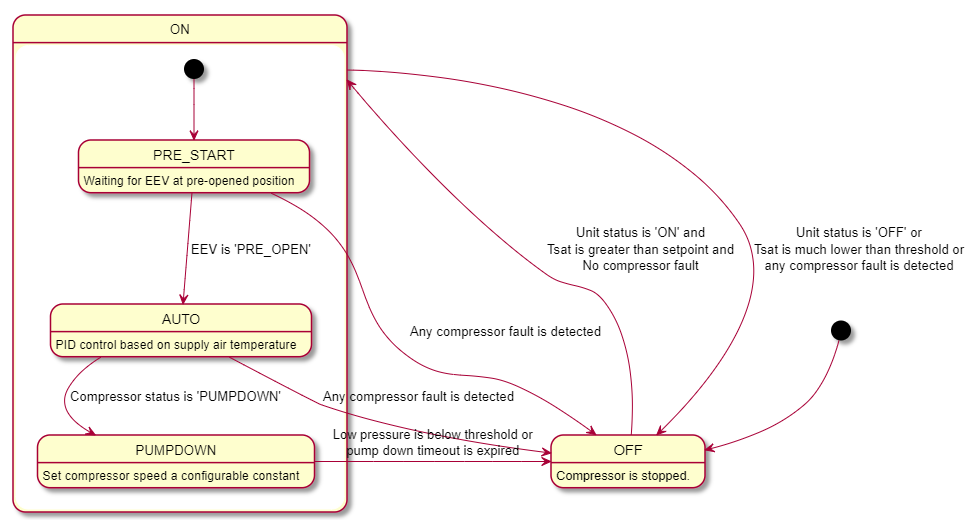 ON
PRE_START
Waiting for EEV at pre-opened position
EEV is 'PRE_OPEN'
Unit status is 'ON' and
Tsat is greater than setpoint and
No compressor fault
Unit status is 'OFF' or
Tsat is much lower than threshold or
any compressor fault is detected
AUTO
PID control based on supply air temperature
Any compressor fault is detected
Compressor status is 'PUMPDOWN'
Any compressor fault is detected
Low pressure is below threshold or
pump down timeout is expired
PUMPDOWN
Set compressor speed a configurable constant
OFF
Compressor is stopped.